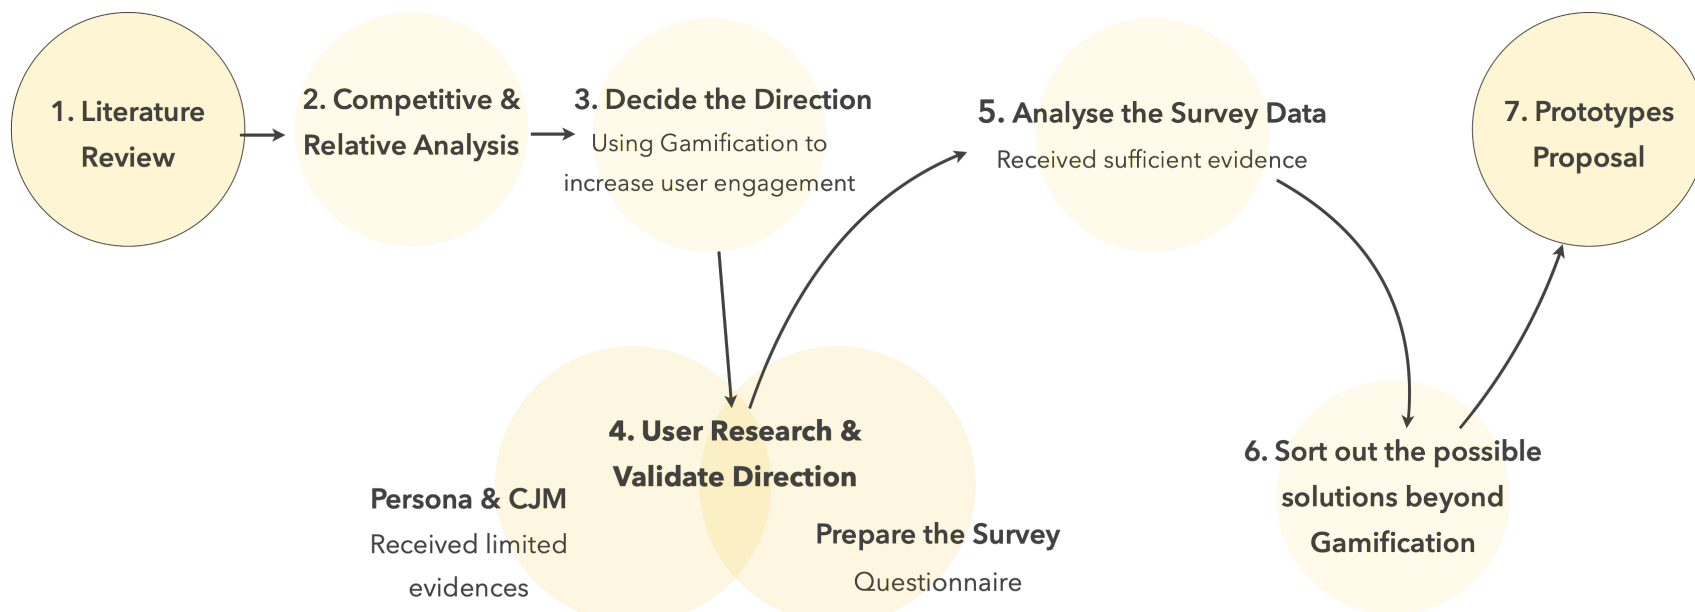 1. Literature
Review
2. Competitive &
Relative Analysis
3. Decide the Direction
Using Gamification to
increase user engagement
4. User Research &
Validate Direction
Persona & CJM
Received limited
evidences
Prepare the Survey
Questionnaire
5. Analyse the Survey Data
Received sufficient evidence
6. Sort out the possible
solutions beyond
Gamification
7. Prototypes
Proposal